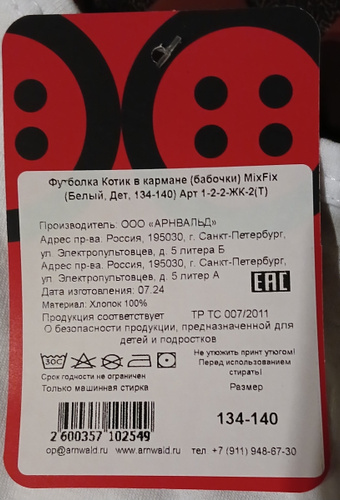 Футболка Котик в кармане (бабочки) MixFix
(Белый, Дет, 134-140) Арт 1-2-2-ЖК-2(Т)
Производитель ООО «АРНВАЛЬД»
Адрес пр-ва. Россия, 195030, г. Санкт-Петербург,
ул. Электропультовцев, д. 5 литера Б
Адрес пр-ва. Россия, 195030, г. Санкт-Петербург,
ул. Электропультовцев, д. 5 литер А
Дата изготовления: 07.24
EAC
Материал: Хлопок 100%
Продукция соответствует ТР ТС 007/2011
О безопасности продукции, предназначенной для
детей и подростков
Не утюжить принт утюгом!
Перед использованием
стирать!
Срок годности не ограничен
Только машинная стирка
Размер
134-140
2 600357 102549
op@arnwald.ru www.arnwald.ru тел +7 (911) 948-67-30